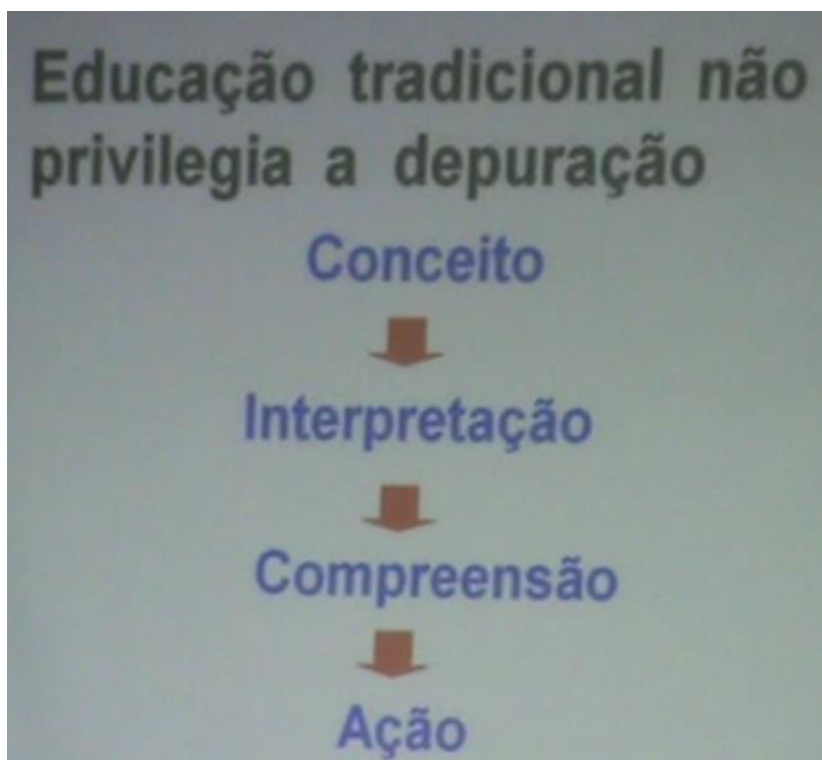 Educação tradicional não
privilegia a depuração
Conceito
Interpretação
Compreensão
Ação